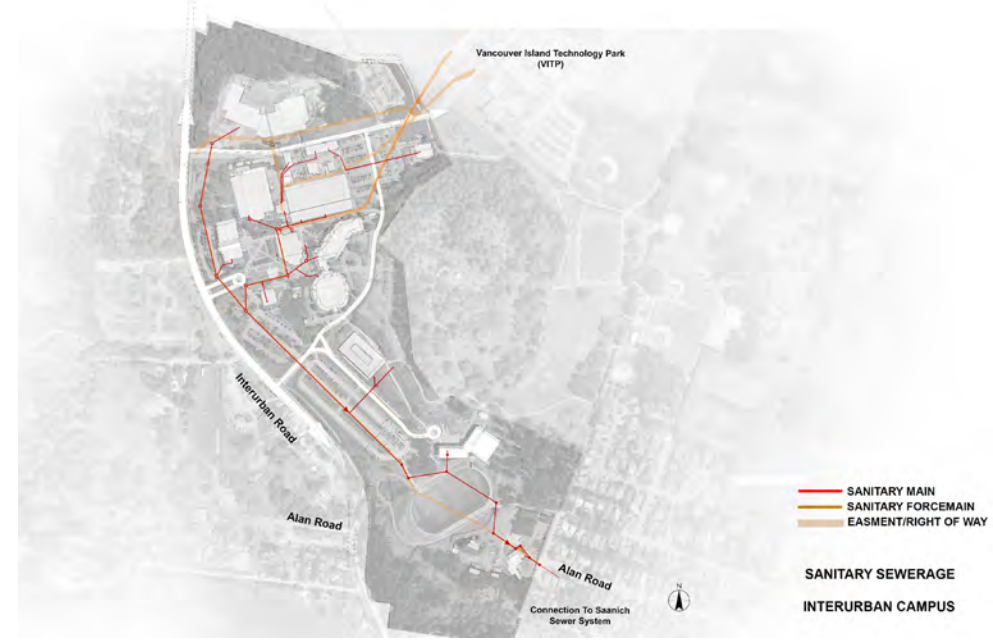 Vancouver Island Technology Park
(VITP)
Interurban Road
Alan Road
Alan Road
Connection To Saanich
Sewer System
N
SANITARY MAIN
SANITARY FORCEMAIN
EASMENT/RIGHT OF WAY
SANITARY SEWERAGE
INTERURBAN CAMPUS